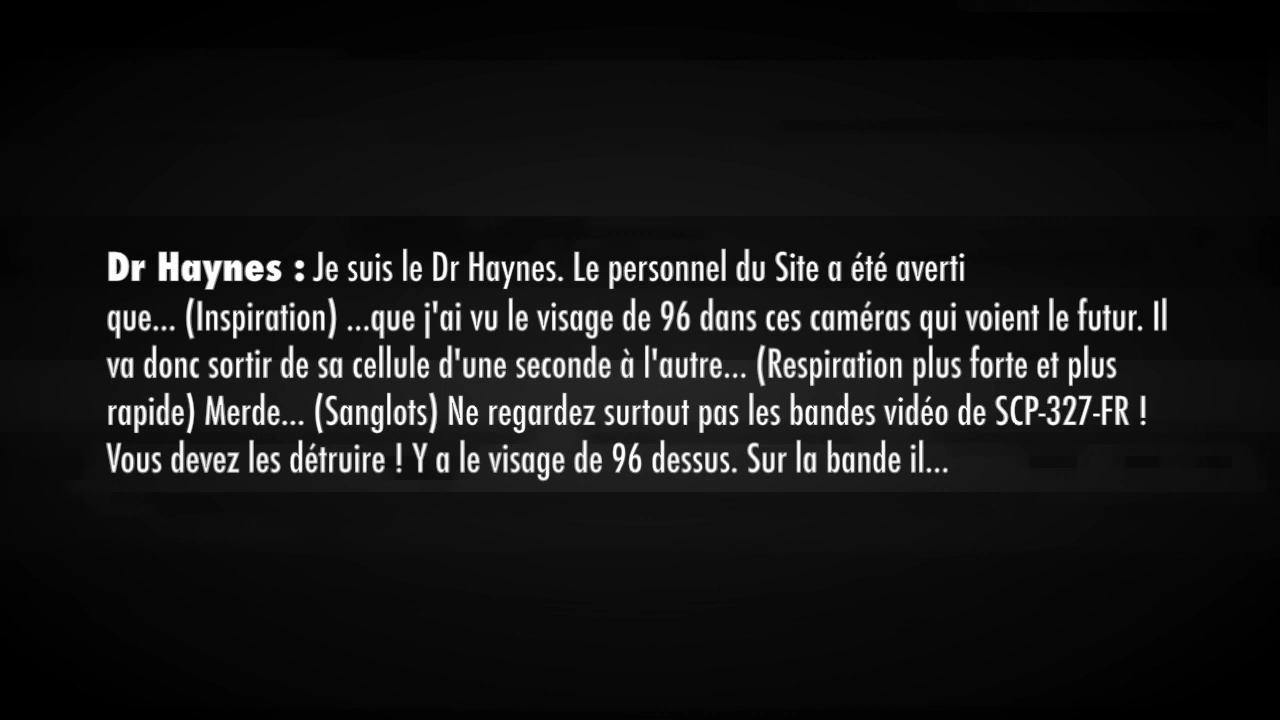 Dr Haynes : Je suis le Dr Haynes. Le personnel du Site a été averti
que... (Inspiration) ...que j'ai vu le visage de 96 dans ces caméras qui voient le futur. Il
va donc sortir de sa cellule d'une seconde à l'autre... (Respiration plus forte et plus
rapide) Merde... (Sanglots) Ne regardez surtout pas les bandes vidéo de SCP-327-FR !
Vous devez les détruire ! Y a le visage de 96 dessus. Sur la bande il...